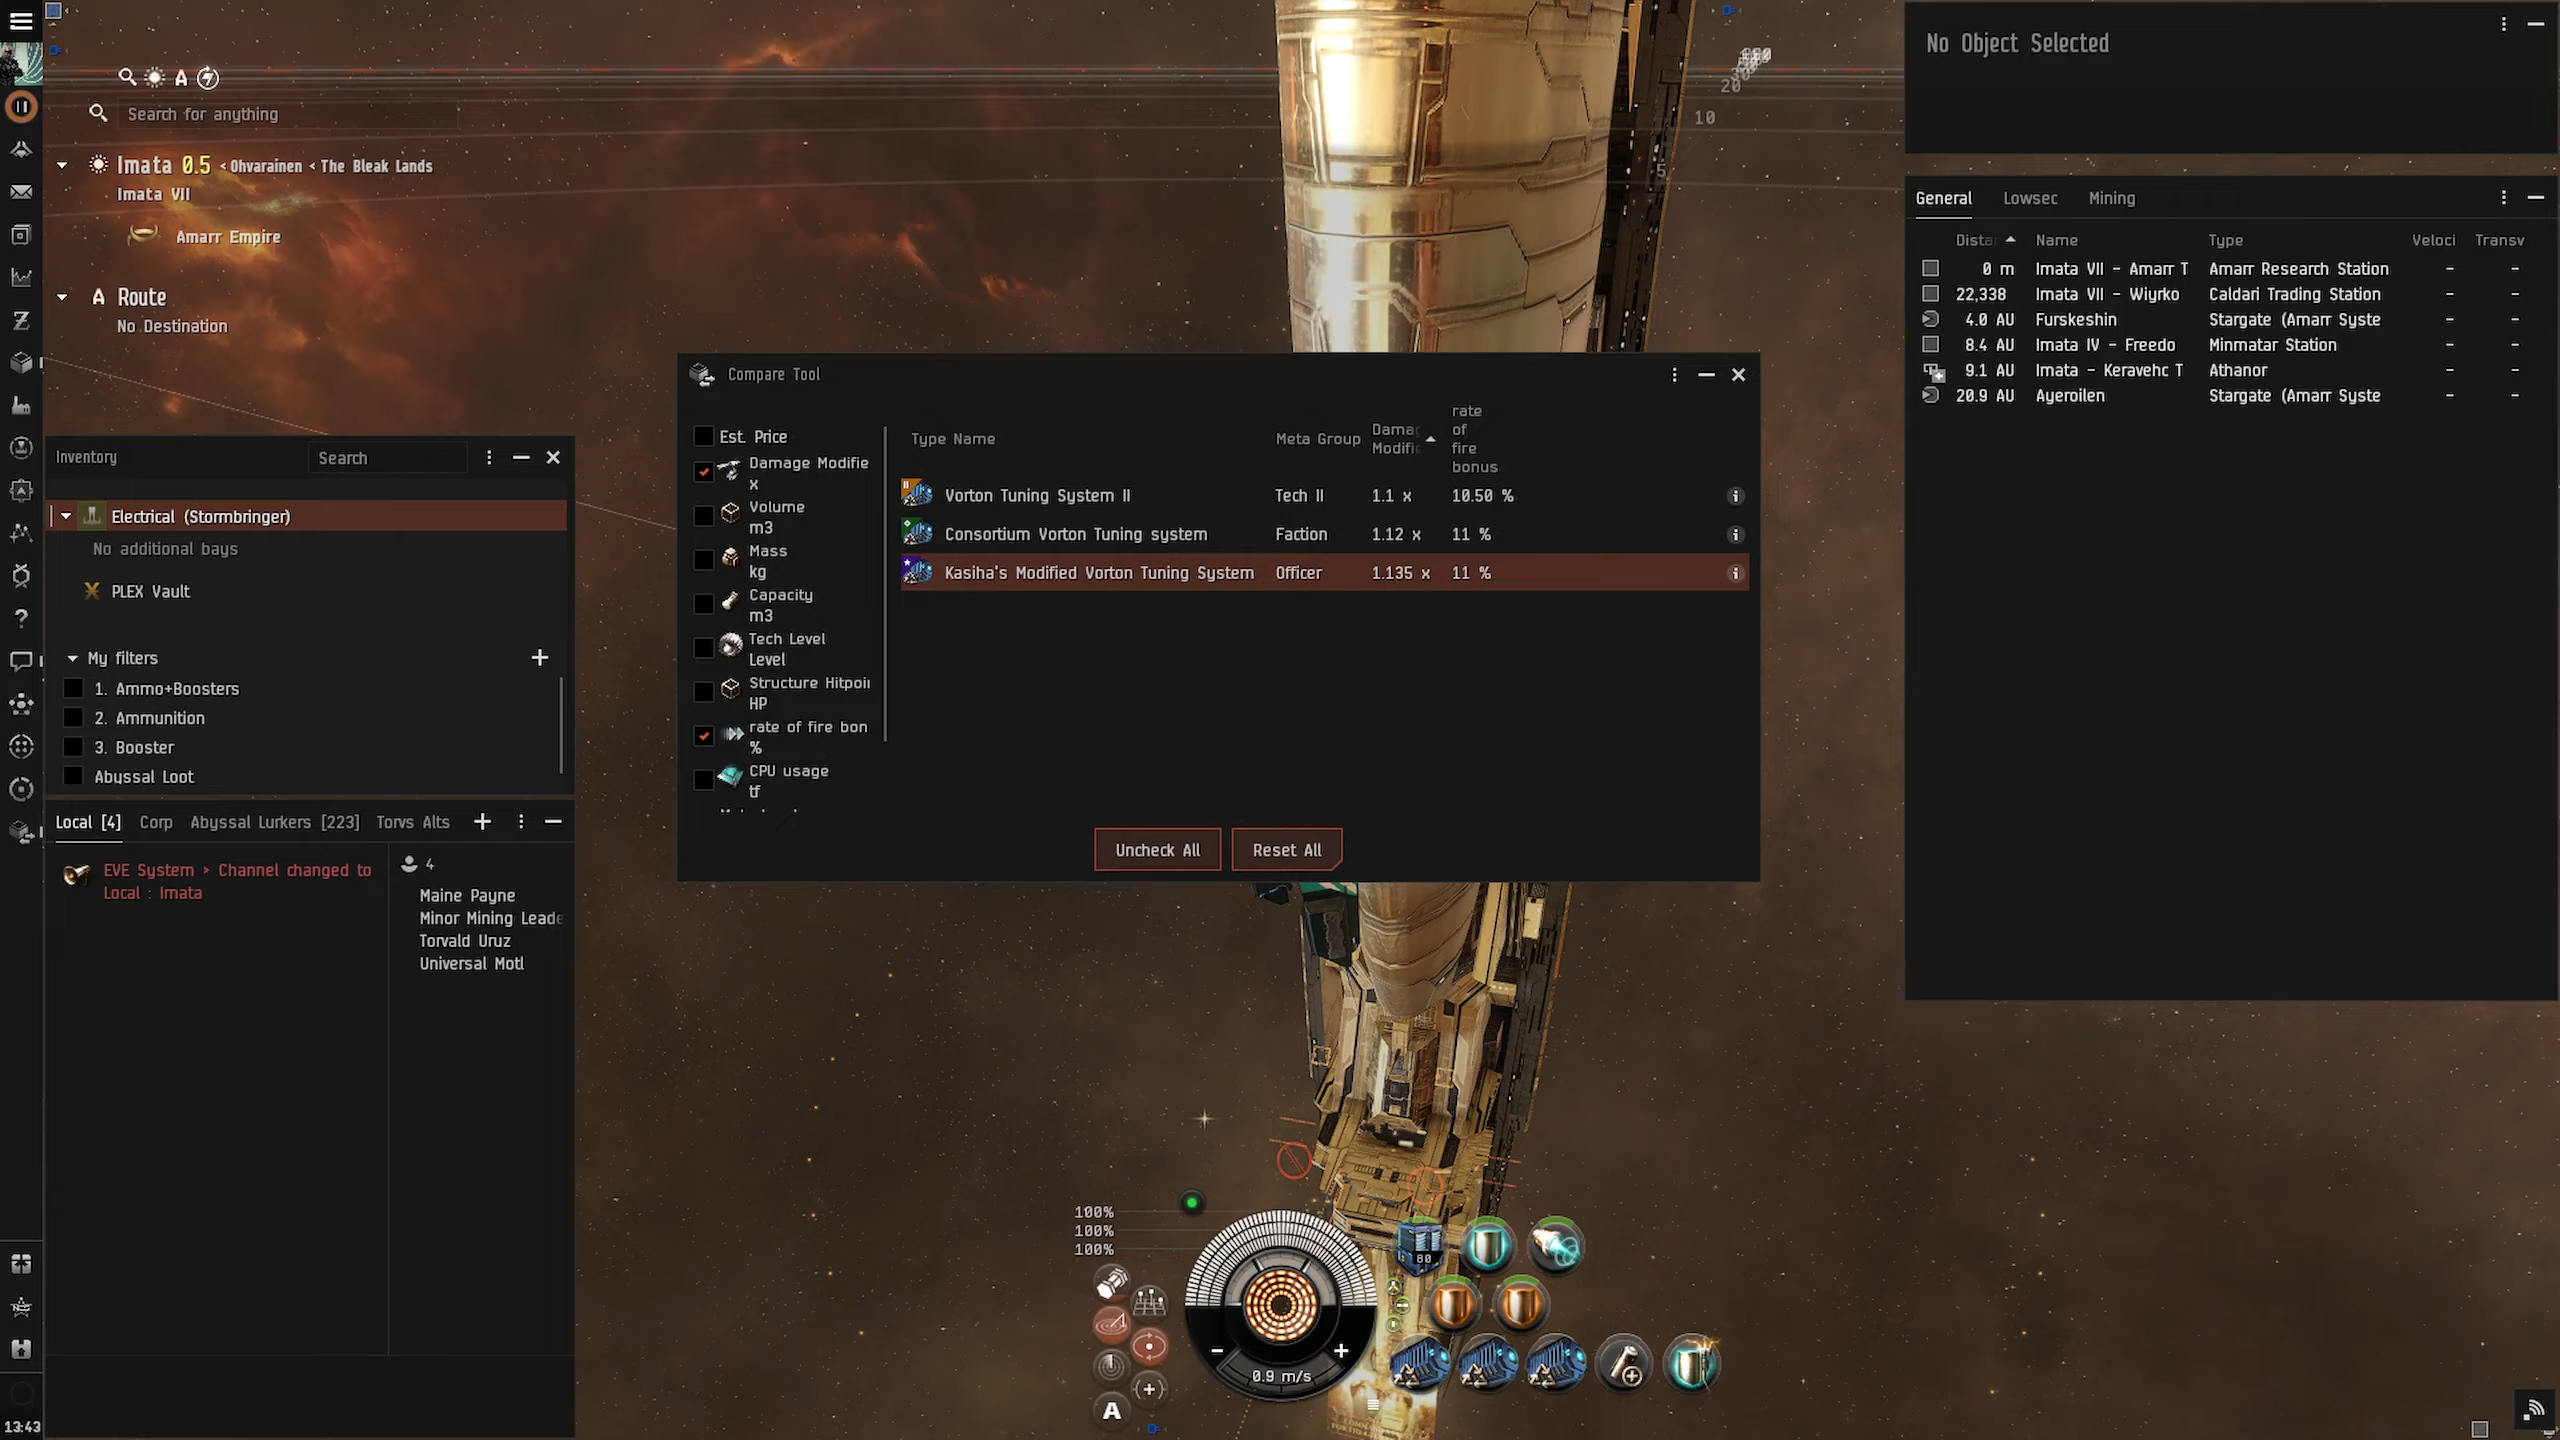 Search for anything
Imata 0.5 < Ohvarainen < The Bleak Lands
Imata VII
Amarr Empire
A Route
No Destination
Inventory
Search
Electrical (Stormbringer)
No additional bays
PLEX Vault
My filters
1. Ammo+Boosters
2. Ammunition
3. Booster
Abyssal Loot
Local [4] Corp Abyssal Lurkers [223] Torvs Alts
EVE System > Channel changed to
Local : Imata
4
Maine Payne
Minor Mining Leade
Torvald Uruz
Universal Motl
13:43
Compare Tool
Est. Price
Damage Modifie
x
Volume
m3
Mass
kg
Capacity
m3
Tech Level
Level
Structure Hitpoi
HP
rate of fire bon
%
CPU usage
tf
Type Name Meta Group Damag Modific rate of fire bonus
Vorton Tuning System II Tech II 1.1 x 10.50 %
Consortium Vorton Tuning system Faction 1.12 x 11 %
Kasiha's Modified Vorton Tuning System Officer 1.135 x 11 %
Uncheck All Reset All
20
10
5
No Object Selected
General Lowsec Mining
Dista Name Type Veloci Transv
0 m Imata VII - Amarr T Amarr Research Station - -
22,338 Imata VII - Wiyrko Caldari Trading Station - -
4.0 AU Furskeshin Stargate (Amarr Syste - -
8.4 AU Imata IV - Freedo Minmatar Station - -
9.1 AU Imata - Keravehc T Athanor - -
20.9 AU Ayeroilen Stargate (Amarr Syste - -
100%
100%
100%
80
0.9 m/s
A